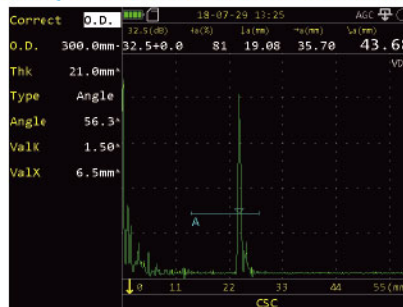 Correct O.D. 18-07-29 13:25 AGC
32.5(dB) +a(%) ↓a(mm) →a(mm) ↘a(mm)
O.D. 300.0mm 32.5+0.0 81 19.08 35.70 43.6
Thk 21.0mm
Type Angle
Angle 56.3°
ValK 1.50
ValX 6.5mm
A
0 11 22 33 44 55
CSC